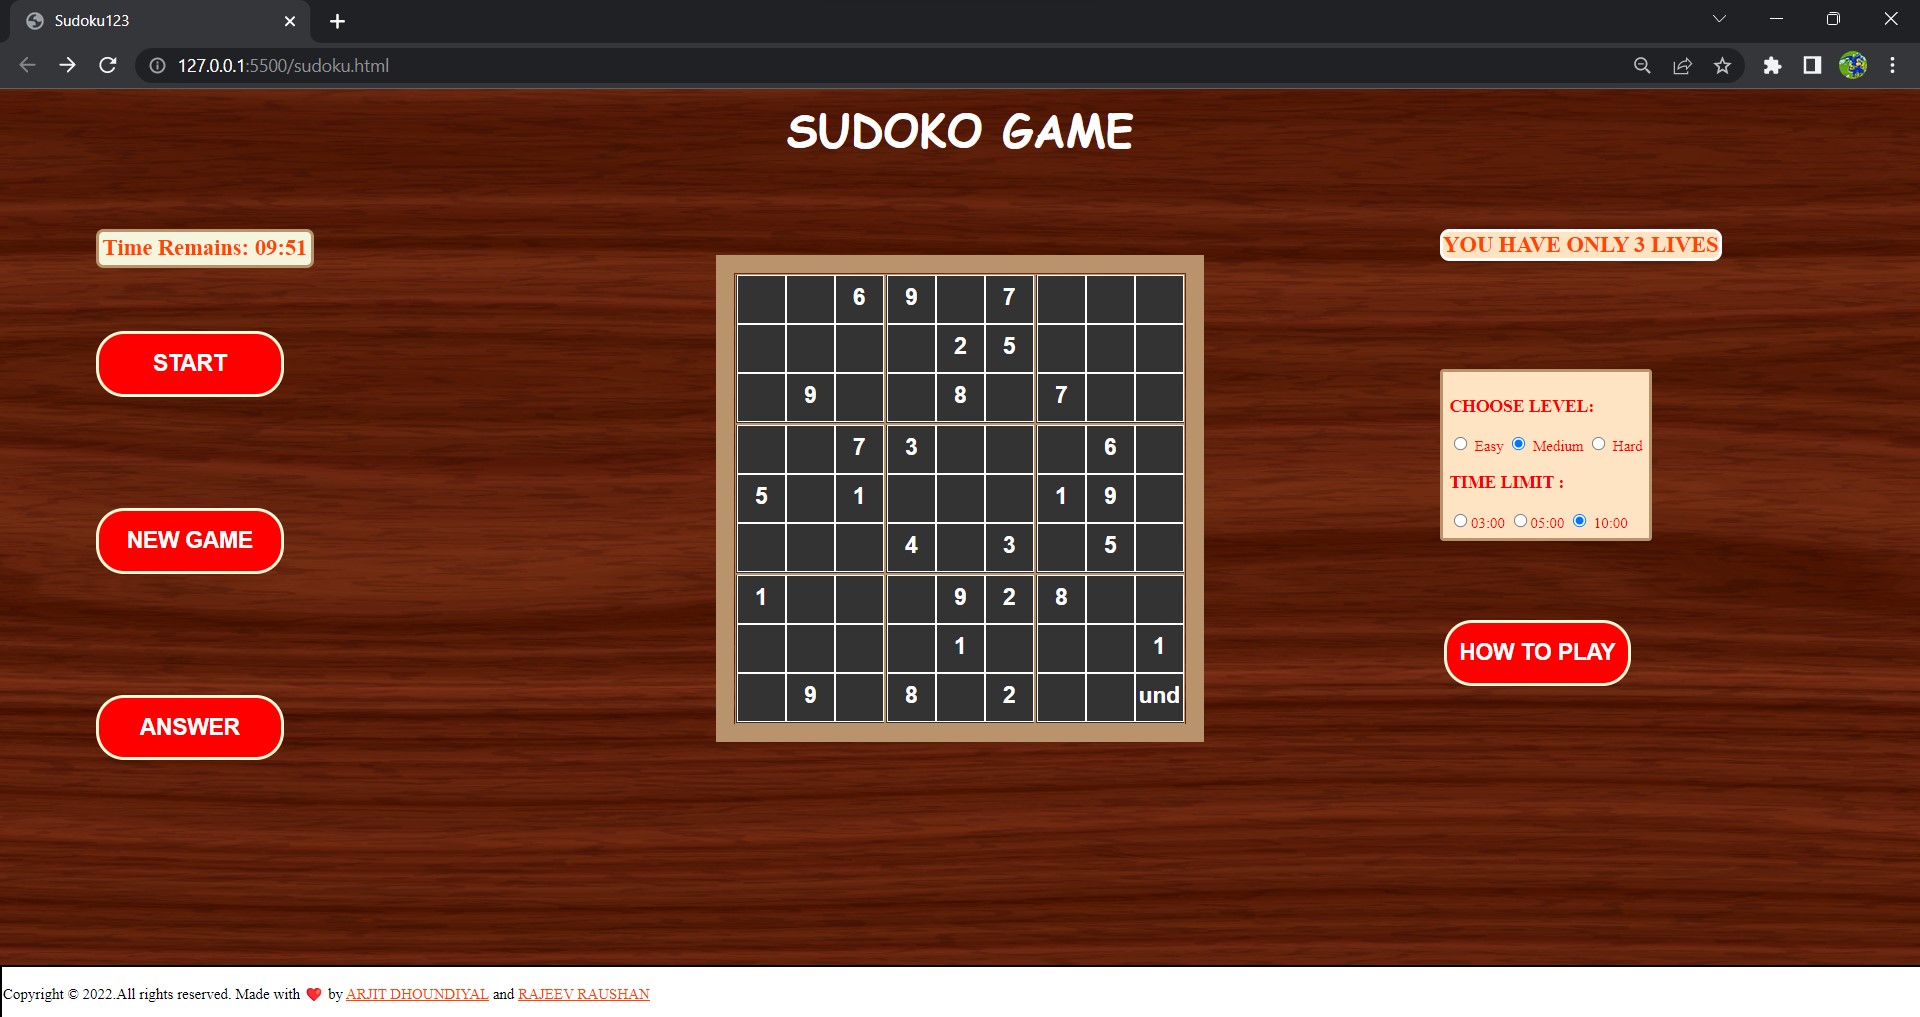 Sudoku123
127.0.0.1:5500/sudoku.html
SUDOKO GAME
Time Remains: 09:51
YOU HAVE ONLY 3 LIVES
START
NEW GAME
ANSWER
6 9 7
2 5
9 8 7
7 3 6
5 1 1 9
4 3 5
1 9 2 8
1 1
9 8 2 und
CHOOSE LEVEL:
Easy Medium Hard
TIME LIMIT :
03:00 05:00 10:00
HOW TO PLAY
Copyright © 2022.All rights reserved. Made with ❤️ by ARJIT DHOUNDIYAL and RAJEEV RAUSHAN